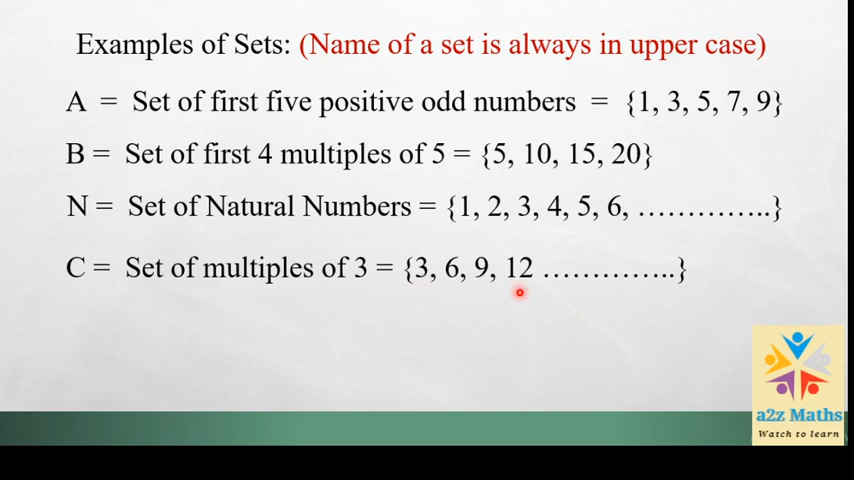 Examples of Sets: (Name of a set is always in upper case)
A = Set of first five positive odd numbers = {1, 3, 5, 7, 9}
B = Set of first 4 multiples of 5 = {5, 10, 15, 20}
N = Set of Natural Numbers = {1, 2, 3, 4, 5, 6, …………..}
C = Set of multiples of 3 = {3, 6, 9, 12 …………..}
a2z Maths
Watch to learn